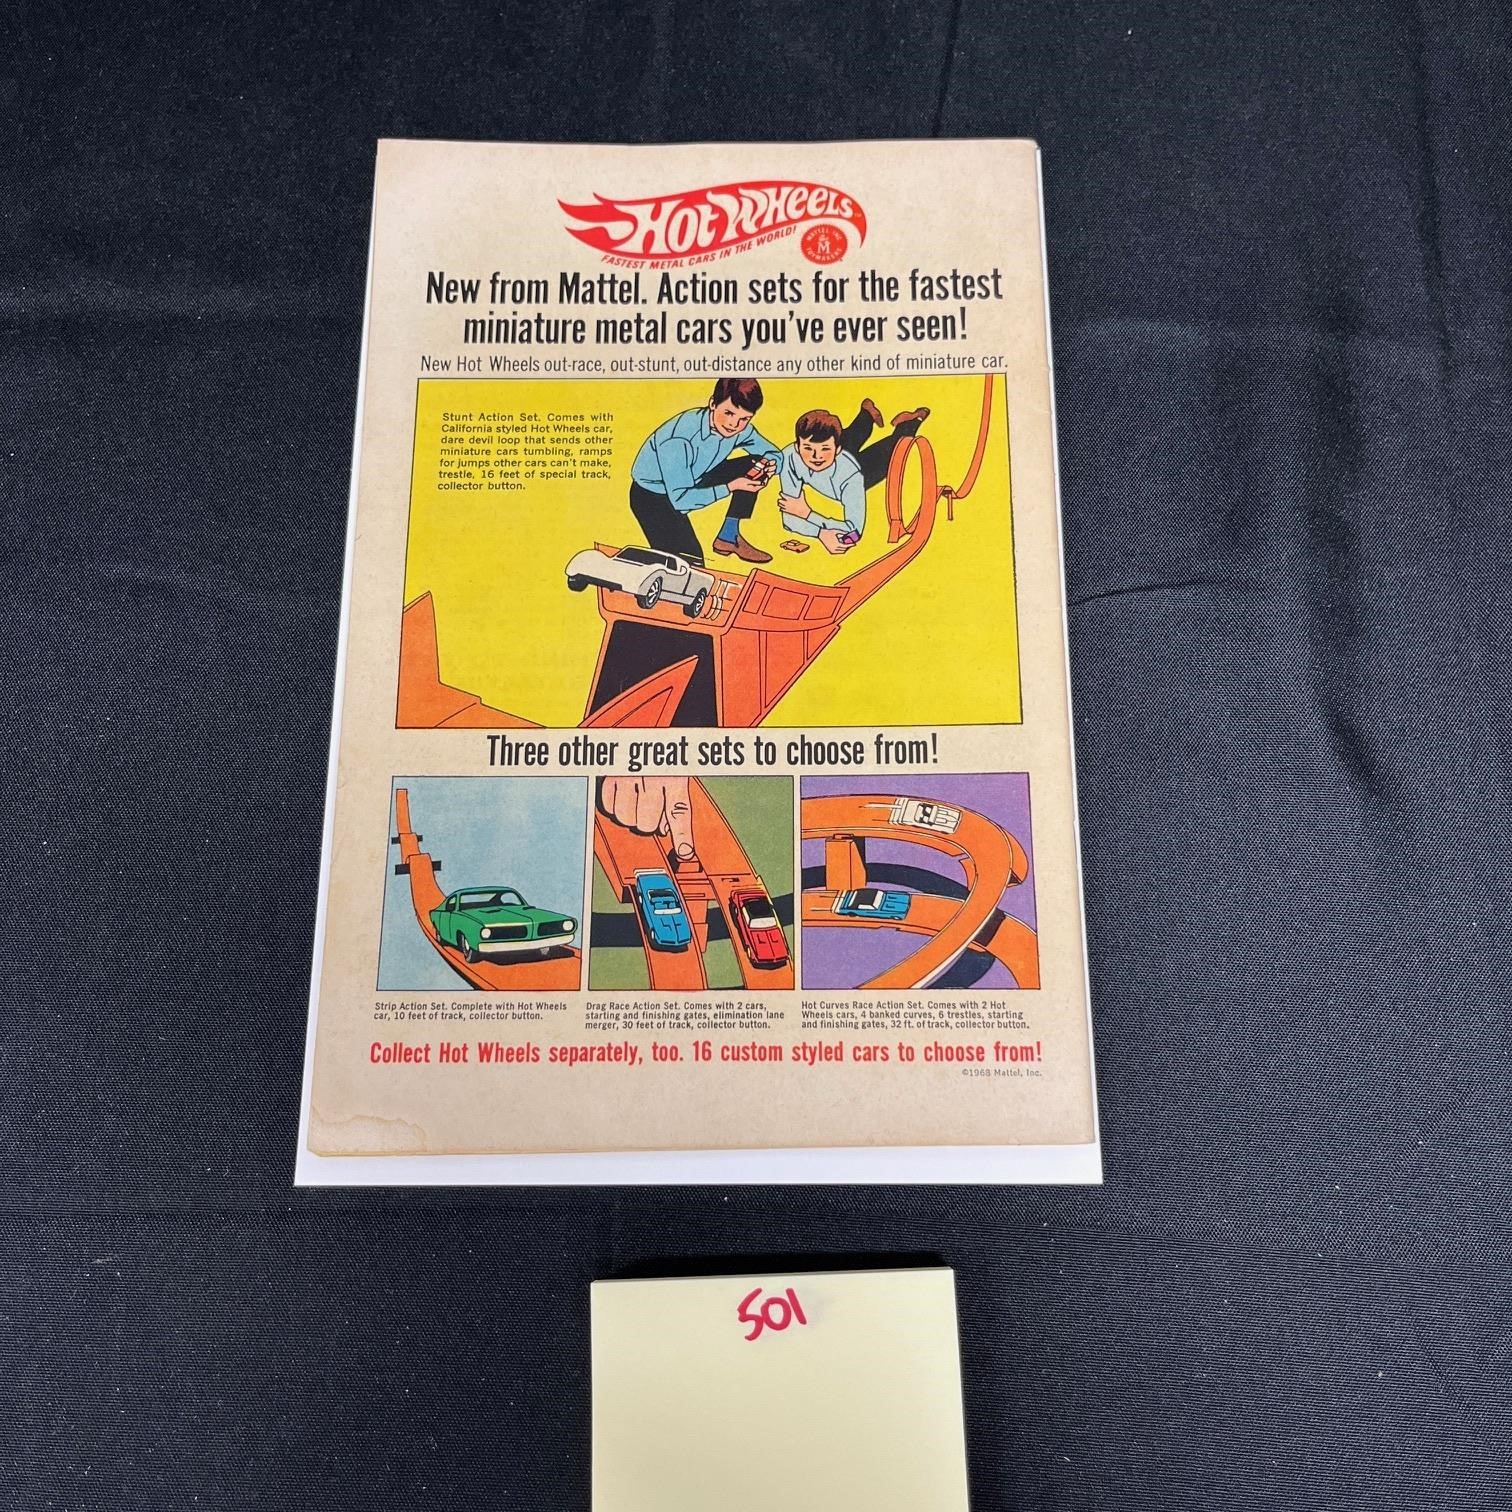 HOT WHEELS
FASTEST METAL CARS IN THE WORLD!
MATTEL INC.
M
TOYMAKERS
New from Mattel. Action sets for the fastest
miniature metal cars you've ever seen!
New Hot Wheels out-race, out-stunt, out-distance any other kind of miniature car.
Stunt Action Set. Comes with
California styled Hot Wheels car,
dare devil loop that sends other
miniature cars tumbling, ramps
for jumps other cars can't make,
trestle, 16 feet of special track,
collector button.
Three other great sets to choose from!
Strip Action Set. Complete with Hot Wheels
car, 10 feet of track, collector button.
Drag Race Action Set. Comes with 2 cars,
starting and finishing gates, elimination lane
merger, 30 feet of track, collector button.
Hot Curves Race Action Set. Comes with 2 Hot
Wheels cars, 4 banked curves, 6 trestles, starting
and finishing gates, 32 ft. of track, collector button.
Collect Hot Wheels separately, too. 16 custom styled cars to choose from!
©1968 Mattel, Inc.
501